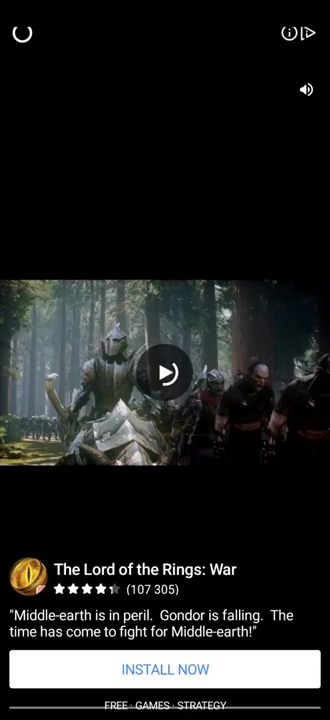 The Lord of the Rings: War
(107 305)
"Middle-earth is in peril. Gondor is falling. The
time has come to fight for Middle-earth!"
INSTALL NOW
FREE · GAMES · STRATEGY